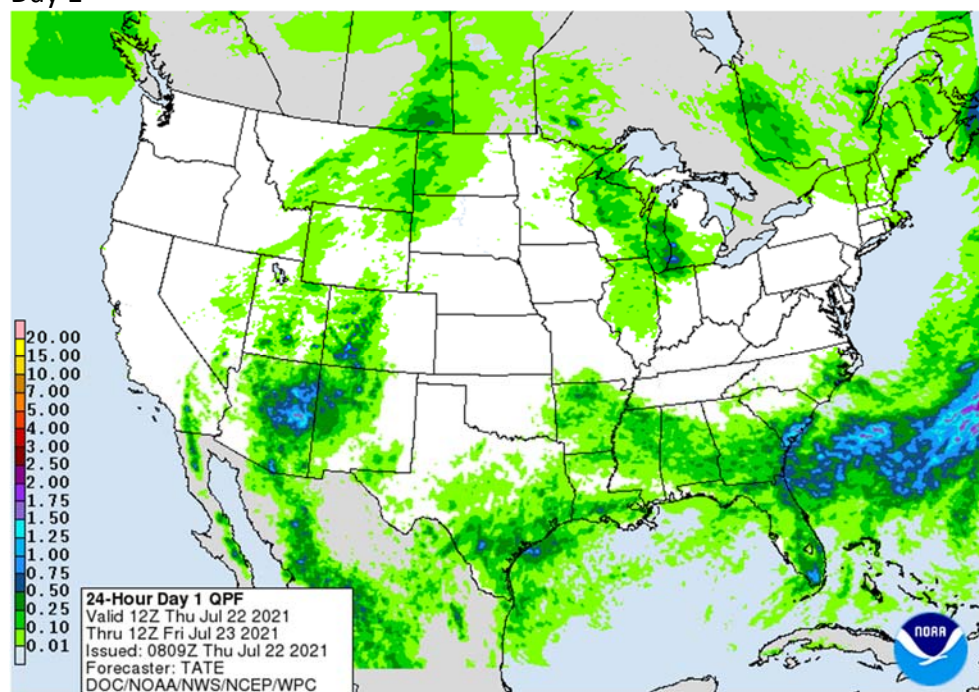 20.00
15.00
10.00
7.00
5.00
4.00
3.00
2.50
2.00
1.75
1.50
1.25
1.00
0.75
0.50
0.25
0.10
0.01
24-Hour Day 1 QPF
Valid 12Z Thu Jul 22 2021
Thru 12Z Fri Jul 23 2021
Issued: 0809Z Thu Jul 22 2021
Forecaster: TATE
DOC/NOAA/NWS/NCEP/WPC
NOAA